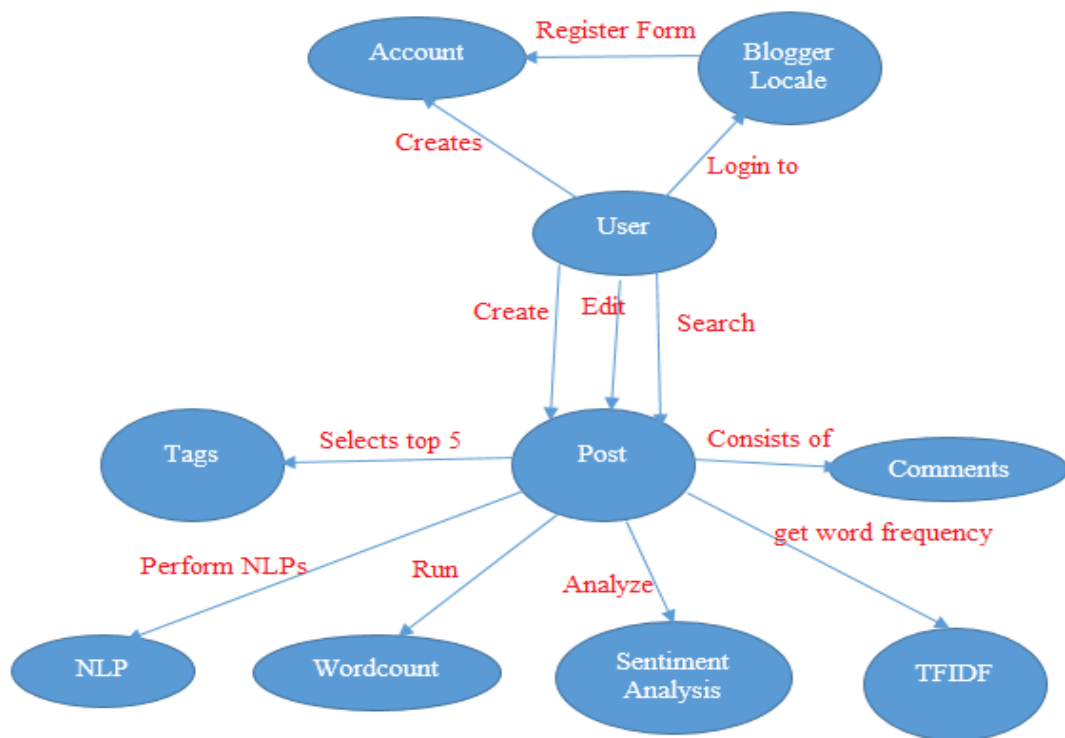 Register Form
Account
Blogger
Locale
Creates
Login to
User
Create
Edit
Search
Selects top 5
Consists of
Tags
Post
Comments
get word frequency
Perform NLPs
Run
Analyze
NLP
Wordcount
Sentiment
Analysis
TFIDF